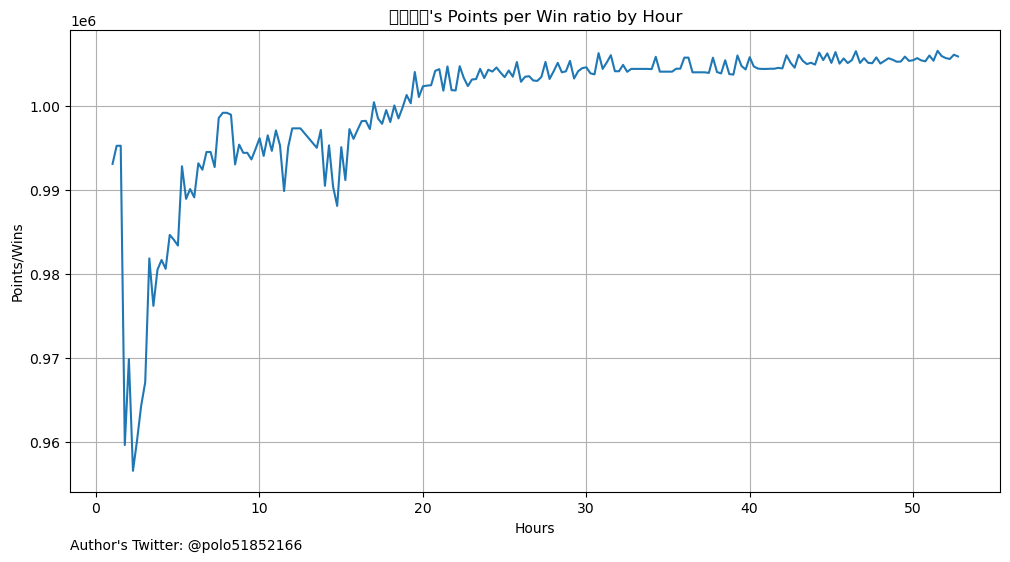 's Points per Win ratio by Hour
1e6
1.00
0.99
0.98
0.97
0.96
Points/Wins
0
10
20
30
40
50
Hours
Author's Twitter: @polo51852166